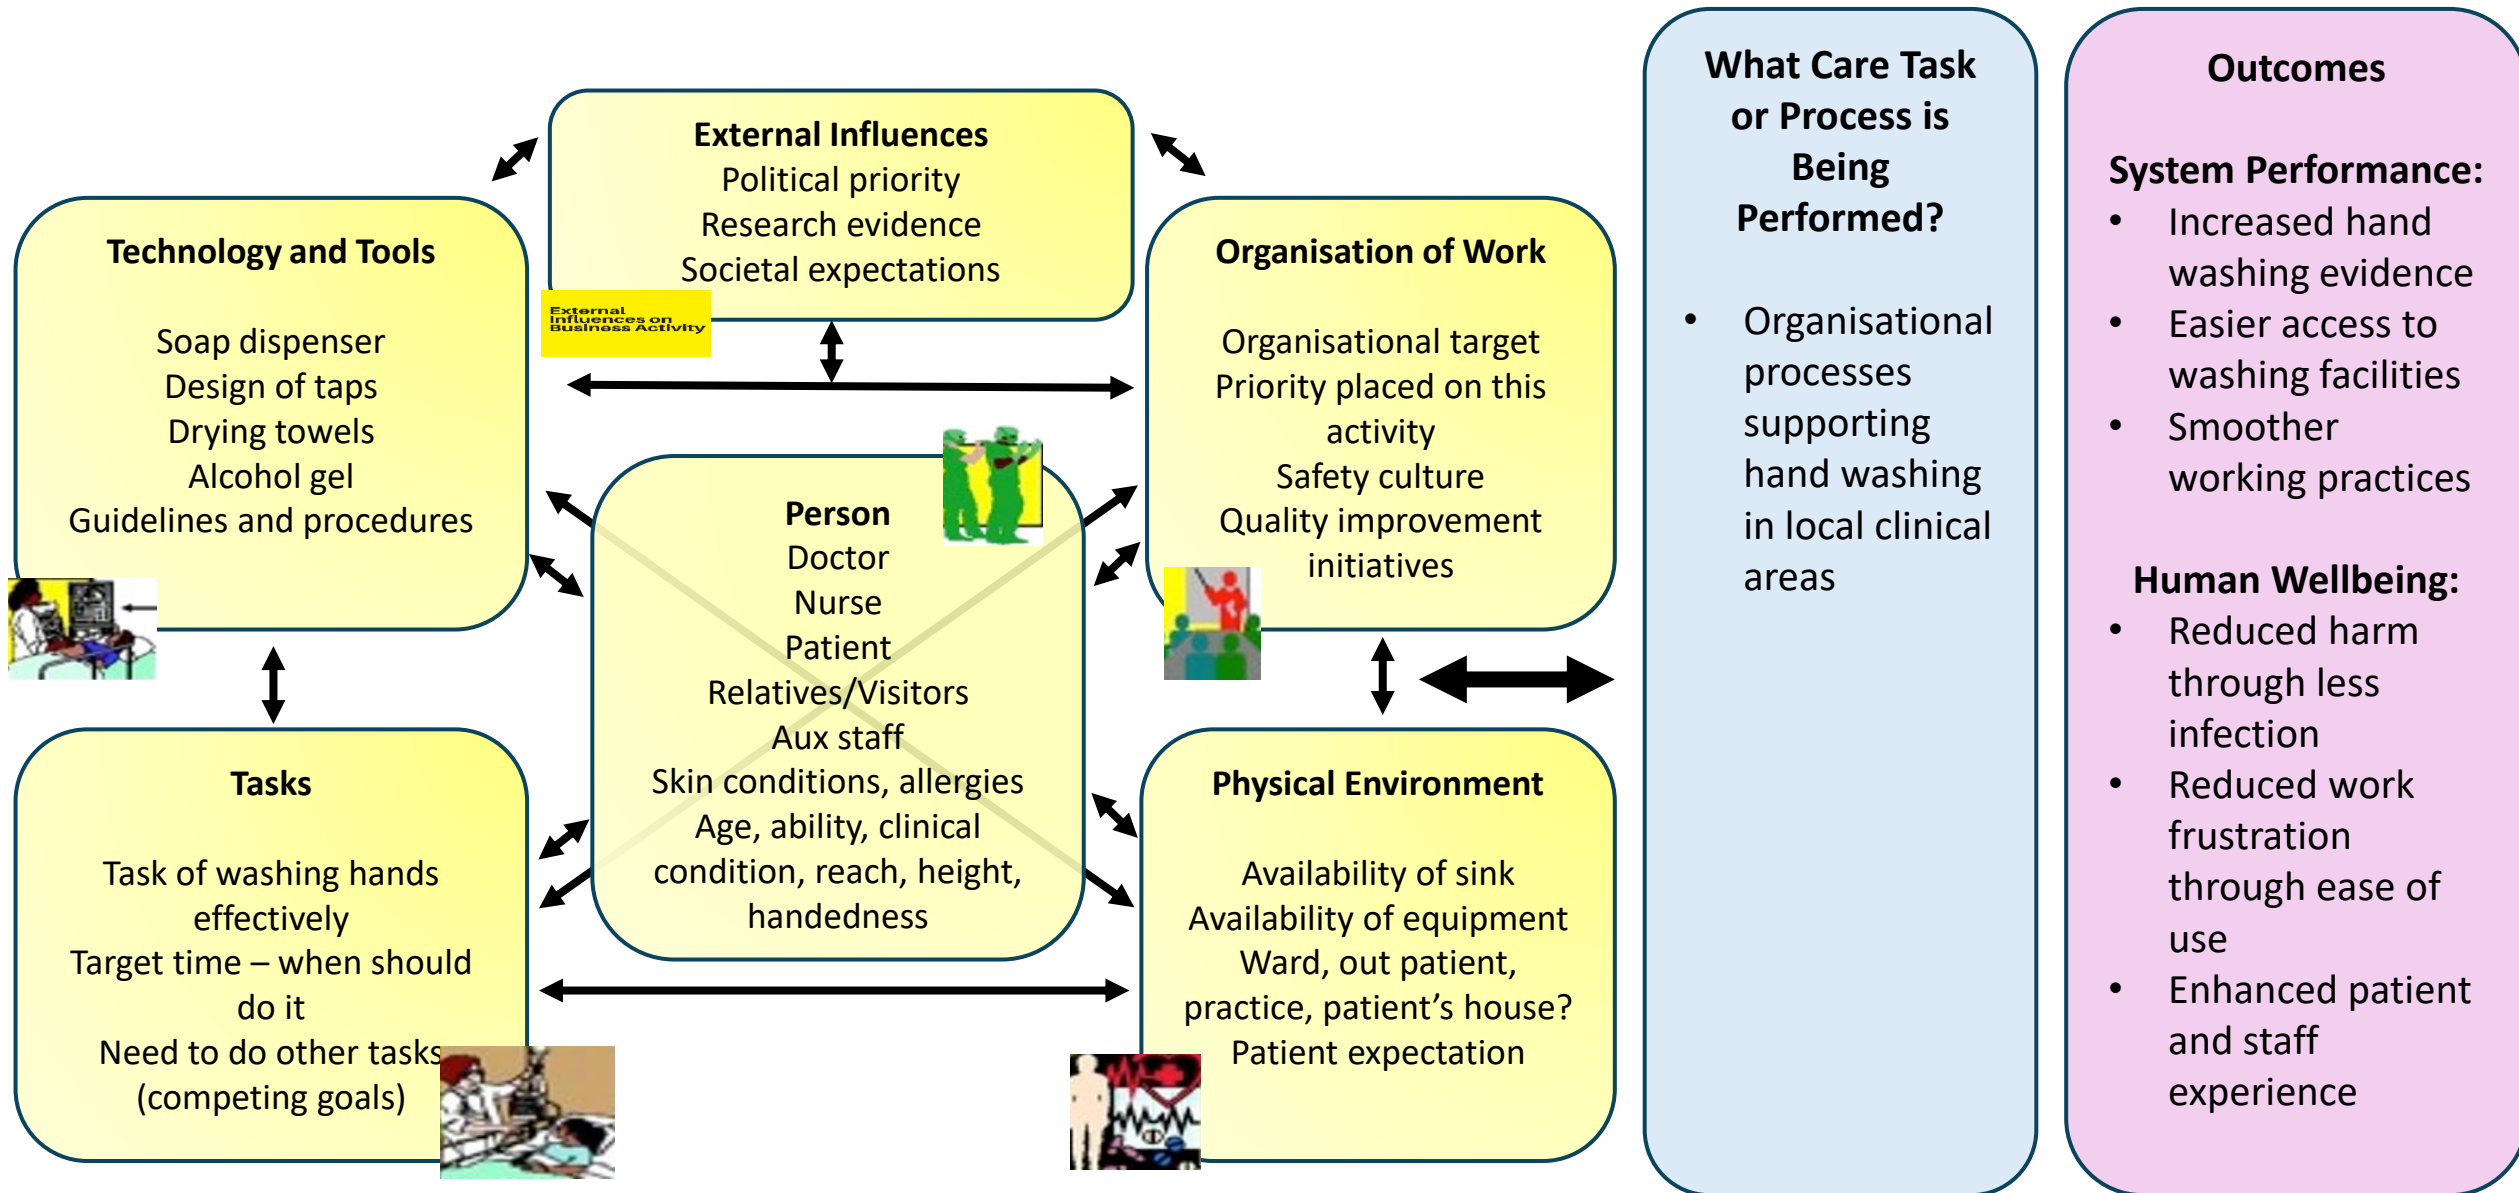 External Influences
Political priority
Research evidence
Societal expectations
External
Influences on
Business Activity
Technology and Tools
Soap dispenser
Design of taps
Drying towels
Alcohol gel
Guidelines and procedures
Organisation of Work
Organisational target
Priority placed on this
activity
Safety culture
Quality improvement
initiatives
Person
Doctor
Nurse
Patient
Relatives/Visitors
Aux staff
Skin conditions, allergies
Age, ability, clinical
condition, reach, height,
handedness
Tasks
Task of washing hands
effectively
Target time – when should
do it
Need to do other tasks
(competing goals)
Physical Environment
Availability of sink
Availability of equipment
Ward, out patient,
practice, patient’s house?
Patient expectation
What Care Task
or Process is
Being
Performed?
• Organisational
processes
supporting
hand washing
in local clinical
areas
Outcomes
System Performance:
• Increased hand
washing evidence
• Easier access to
washing facilities
• Smoother
working practices
Human Wellbeing:
• Reduced harm
through less
infection
• Reduced work
frustration
through ease of
use
• Enhanced patient
and staff
experience